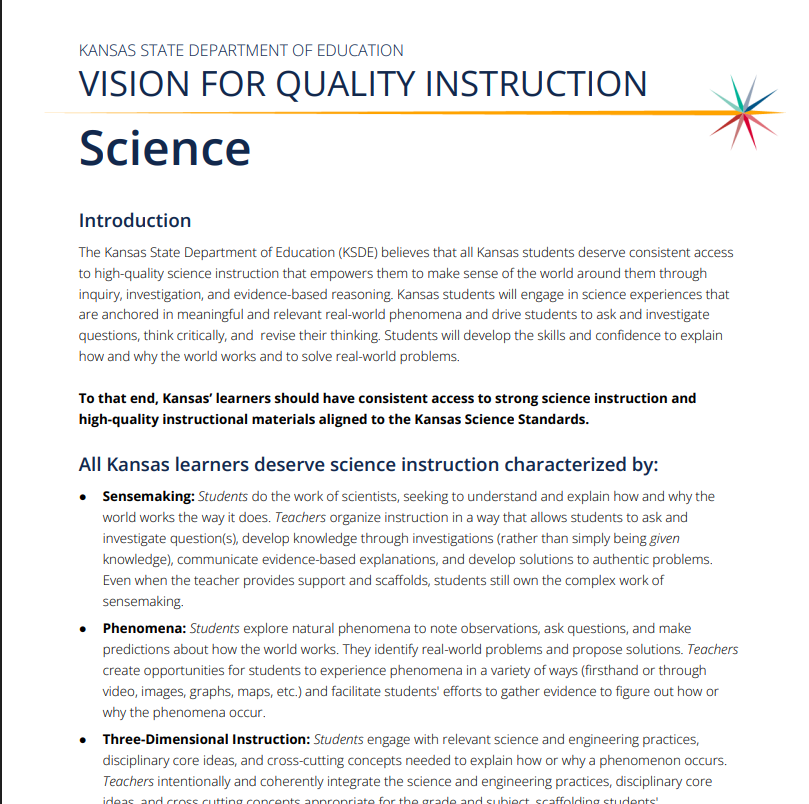 KANSAS STATE DEPARTMENT OF EDUCATION
VISION FOR QUALITY INSTRUCTION
Science
Introduction
The Kansas State Department of Education (KSDE) believes that all Kansas students deserve consistent access
to high-quality science instruction that empowers them to make sense of the world around them through
inquiry, investigation, and evidence-based reasoning. Kansas students will engage in science experiences that
are anchored in meaningful and relevant real-world phenomena and drive students to ask and investigate
questions, think critically, and  revise their thinking. Students will develop the skills and confidence to explain
how and why the world works and to solve real-world problems.
To that end, Kansas’ learners should have consistent access to strong science instruction and
high-quality instructional materials aligned to the Kansas Science Standards.
All Kansas learners deserve science instruction characterized by:
● Sensemaking: Students do the work of scientists, seeking to understand and explain how and why the
world works the way it does. Teachers organize instruction in a way that allows students to ask and
investigate question(s), develop knowledge through investigations (rather than simply being given
knowledge), communicate evidence-based explanations, and develop solutions to authentic problems.
Even when the teacher provides support and scaffolds, students still own the complex work of
sensemaking.
● Phenomena: Students explore natural phenomena to note observations, ask questions, and make
predictions about how the world works. They identify real-world problems and propose solutions. Teachers
create opportunities for students to experience phenomena in a variety of ways (firsthand or through
video, images, graphs, maps, etc.) and facilitate students' efforts to gather evidence to figure out how or
why the phenomena occur.
● Three-Dimensional Instruction: Students engage with relevant science and engineering practices,
disciplinary core ideas, and cross-cutting concepts needed to explain how or why a phenomenon occurs.
Teachers intentionally and coherently integrate the science and engineering practices, disciplinary core
ideas, and cross cutting concepts appropriate for the grade and subject, scaffolding students'